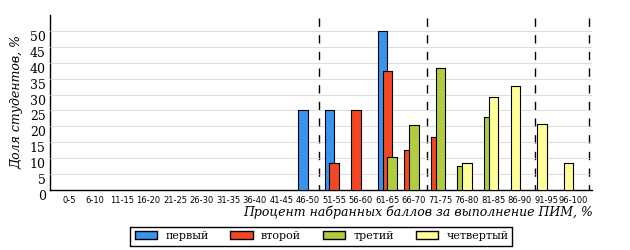 Доля студентов, %
50
45
40
35
30
25
20
15
10
5
0
0-5 6-10 11-15 16-20 21-25 26-30 31-35 36-40 41-45 46-50 51-55 56-60 61-65 66-70 71-75 76-80 81-85 86-90 91-95 96-100
Процент набранных баллов за выполнение ПИМ, %
первый второй третий четвертый